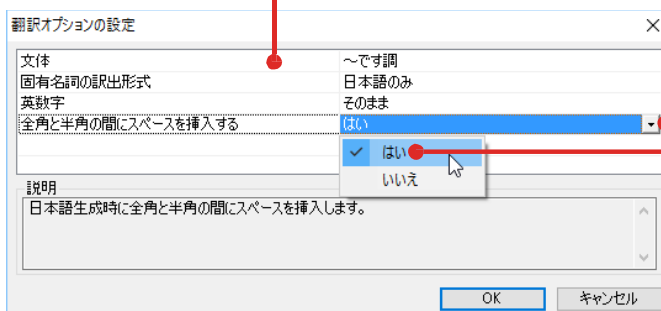 翻訳オプションの設定
文体 ～です調
固有名詞の訳出形式 日本語のみ
英数字 そのまま
全角と半角の間にスペースを挿入する はい
はい
いいえ
説明
日本語生成時に全角と半角の間にスペースを挿入します。
OK キャンセル